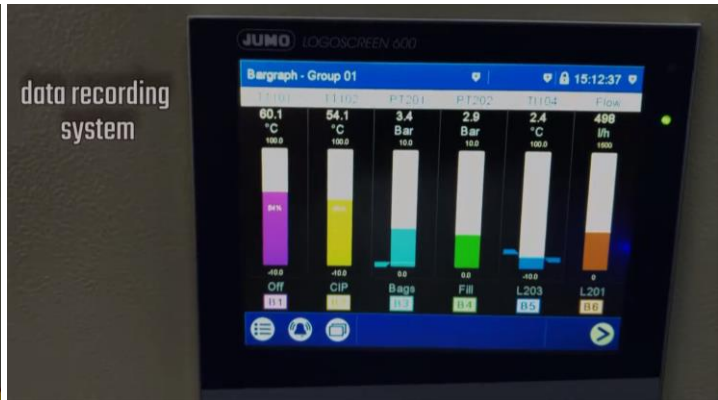 data recording
system
JUMO LOGOSCREEN 600
Bargraph - Group 01 15:12:37
PT201 PT202 Flow
60.1 54.1 3.4 2.9 2.4 498
°C °C Bar Bar °C l/h
100.0 100.0 10.0 10.0 100.0 1500
-10.0 -10.0 0.0 0.0 -10.0 0
Off CIP Bags Fill L203 L201
B1 B2 B3 B4 B5 B6